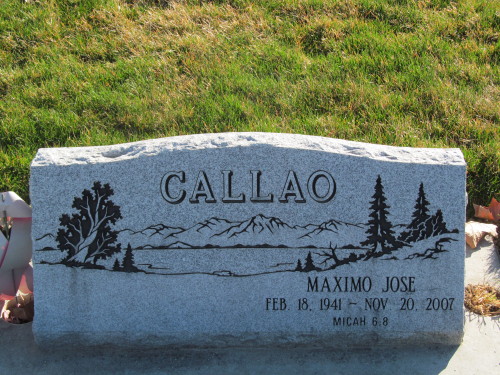 CALLAO
MAXIMO JOSE
FEB. 18, 1941 - NOV. 20, 2007
MICAH 6:8